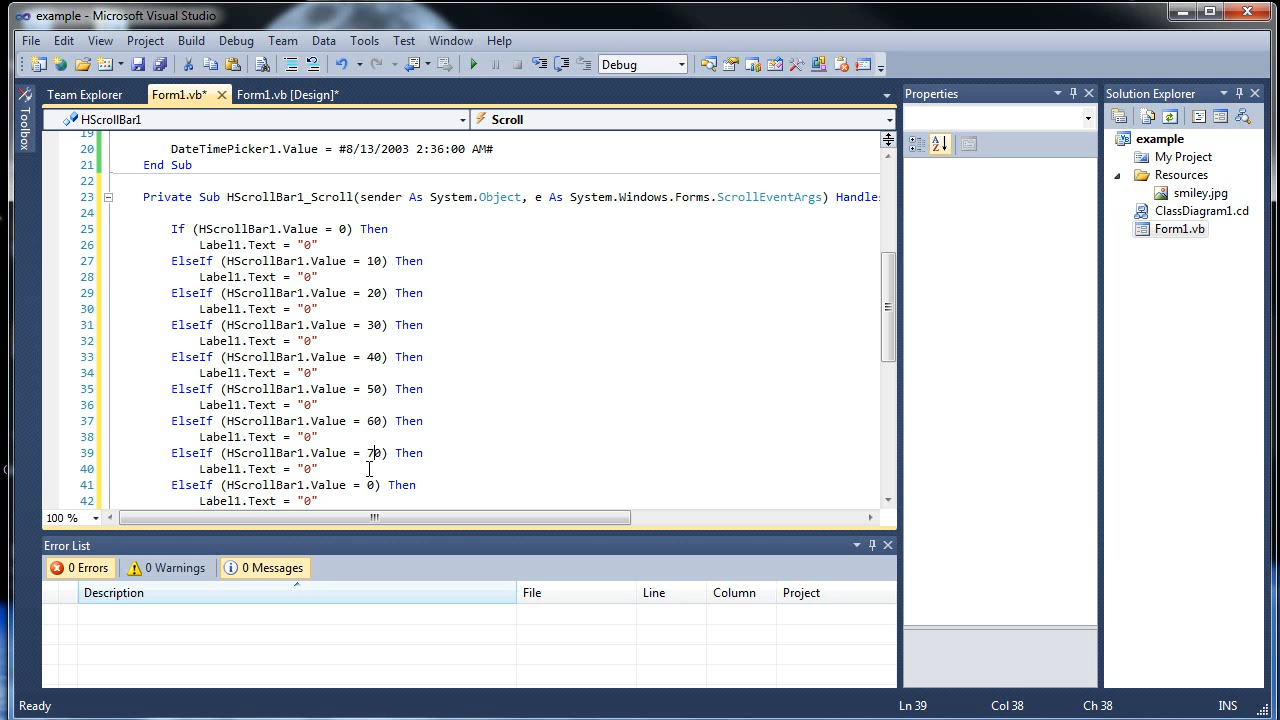 example - Microsoft Visual Studio
File Edit View Project Build Debug Team Data Tools Test Window Help
Debug
Team Explorer Form1.vb* Form1.vb [Design]*
HScrollBar1 Scroll
Toolbox
19
20 DateTimePicker1.Value = #8/13/2003 2:36:00 AM#
21 End Sub
22
23 Private Sub HScrollBar1_Scroll(sender As System.Object, e As System.Windows.Forms.ScrollEventArgs) Handle
24
25 If (HScrollBar1.Value = 0) Then
26 Label1.Text = "0"
27 ElseIf (HScrollBar1.Value = 10) Then
28 Label1.Text = "0"
29 ElseIf (HScrollBar1.Value = 20) Then
30 Label1.Text = "0"
31 ElseIf (HScrollBar1.Value = 30) Then
32 Label1.Text = "0"
33 ElseIf (HScrollBar1.Value = 40) Then
34 Label1.Text = "0"
35 ElseIf (HScrollBar1.Value = 50) Then
36 Label1.Text = "0"
37 ElseIf (HScrollBar1.Value = 60) Then
38 Label1.Text = "0"
39 ElseIf (HScrollBar1.Value = 70) Then
40 Label1.Text = "0"
41 ElseIf (HScrollBar1.Value = 0) Then
42 Label1.Text = "0"
100 %
Error List
0 Errors 0 Warnings 0 Messages
Description File Line Column Project
Properties
Solution Explorer
example
My Project
Resources
smiley.jpg
ClassDiagram1.cd
Form1.vb
Ready Ln 39 Col 38 Ch 38 INS